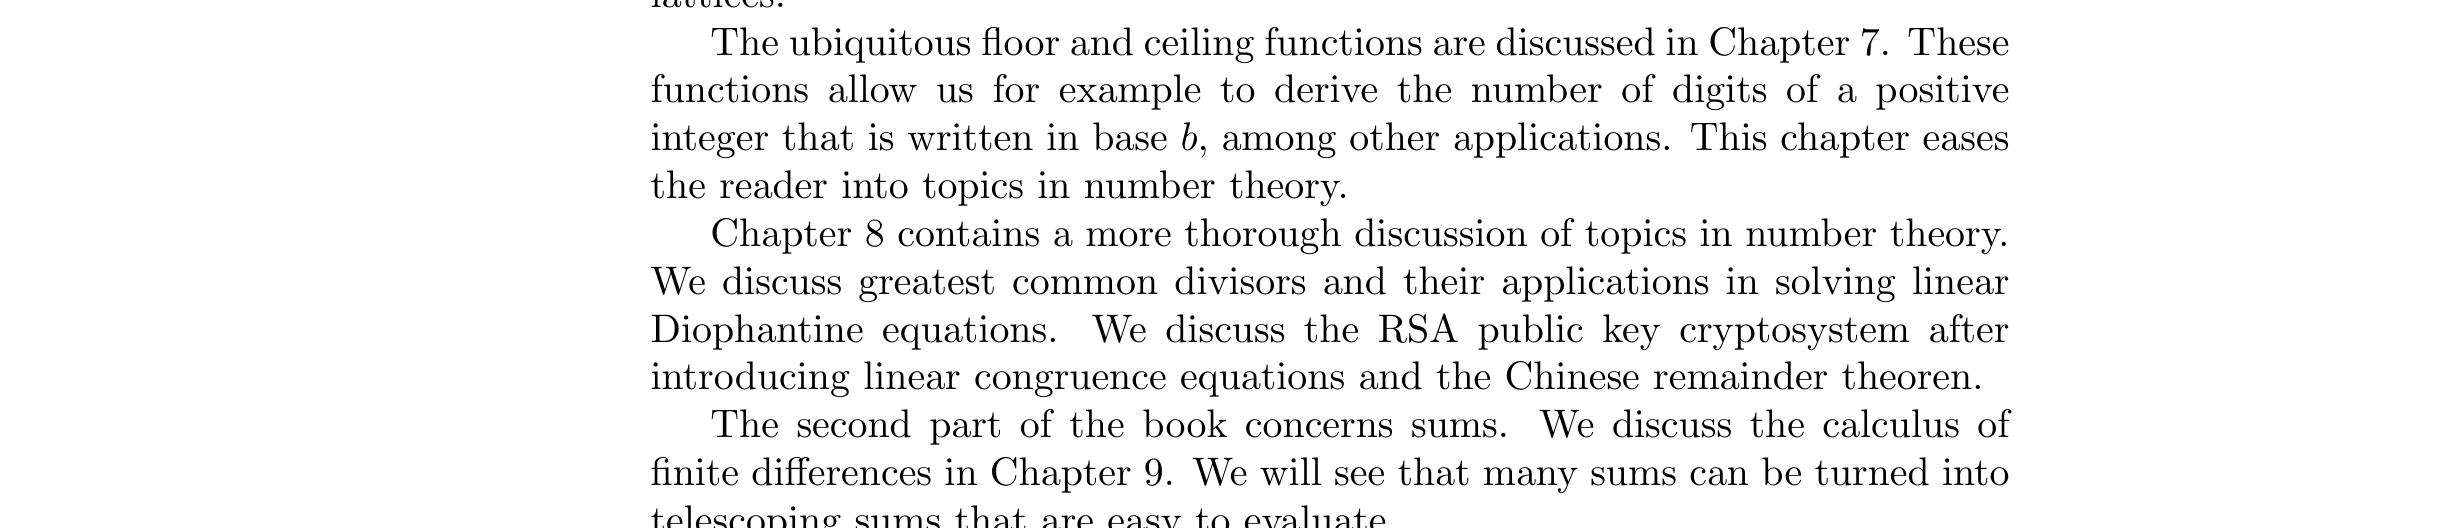 lattices.
The ubiquitous floor and ceiling functions are discussed in Chapter 7. These
functions allow us for example to derive the number of digits of a positive
integer that is written in base b, among other applications. This chapter eases
the reader into topics in number theory.
Chapter 8 contains a more thorough discussion of topics in number theory.
We discuss greatest common divisors and their applications in solving linear
Diophantine equations. We discuss the RSA public key cryptosystem after
introducing linear congruence equations and the Chinese remainder theoren.
The second part of the book concerns sums. We discuss the calculus of
finite differences in Chapter 9. We will see that many sums can be turned into
telescoping sums that are easy to evaluate